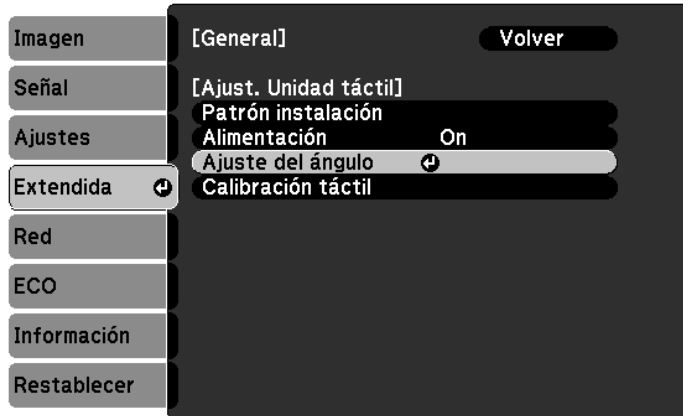 Imagen
Señal
Ajustes
Extendida
Red
ECO
Información
Restablecer
[General] Volver
[Ajust. Unidad táctil]
Patrón instalación
Alimentación On
Ajuste del ángulo
Calibración táctil